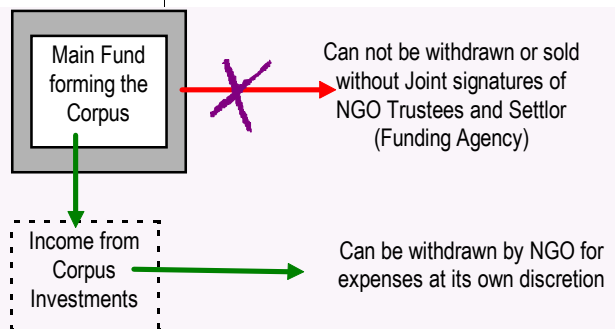 Main Fund
forming the
Corpus
Can not be withdrawn or sold
without Joint signatures of
NGO Trustees and Settlor
(Funding Agency)
Income from
Corpus
Investments
Can be withdrawn by NGO for
expenses at its own discretion